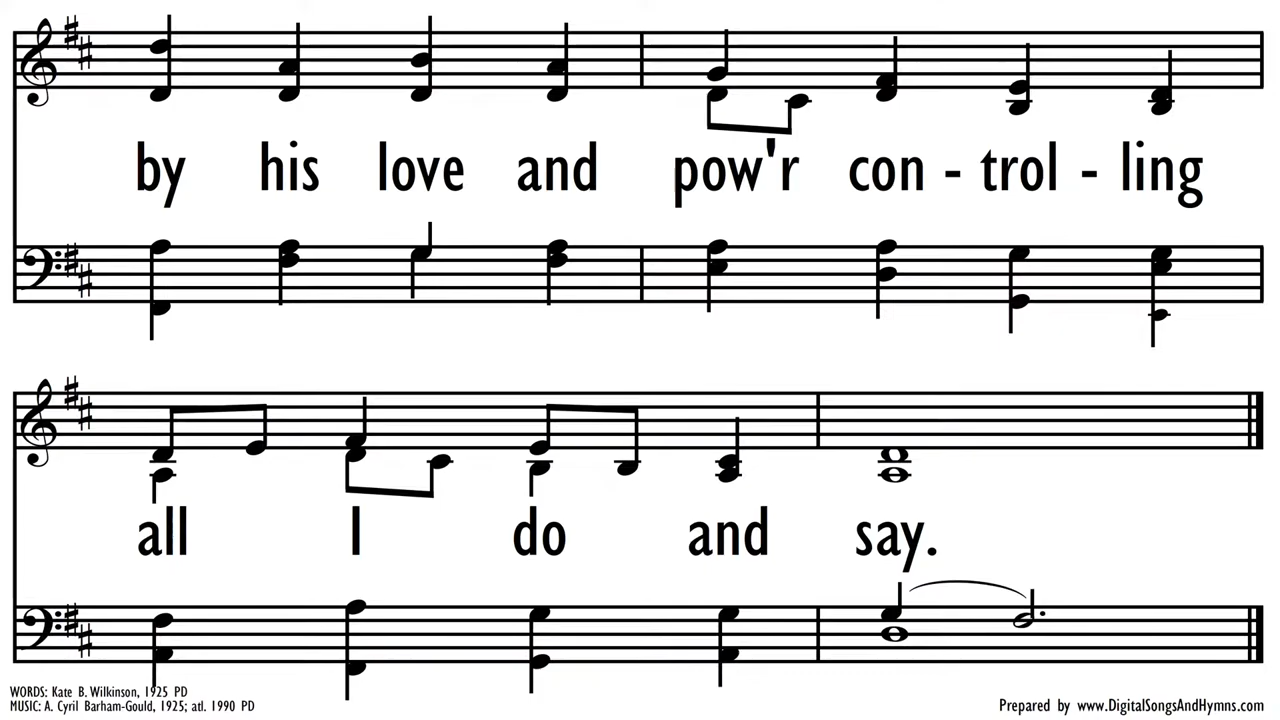 by his love and pow'r con - trol - ling
all I do and say.
WORDS: Kate B. Wilkinson, 1925 PD
MUSIC: A. Cyril Barham-Gould, 1925; atl. 1990 PD
Prepared by www.DigitalSongsAndHymns.com